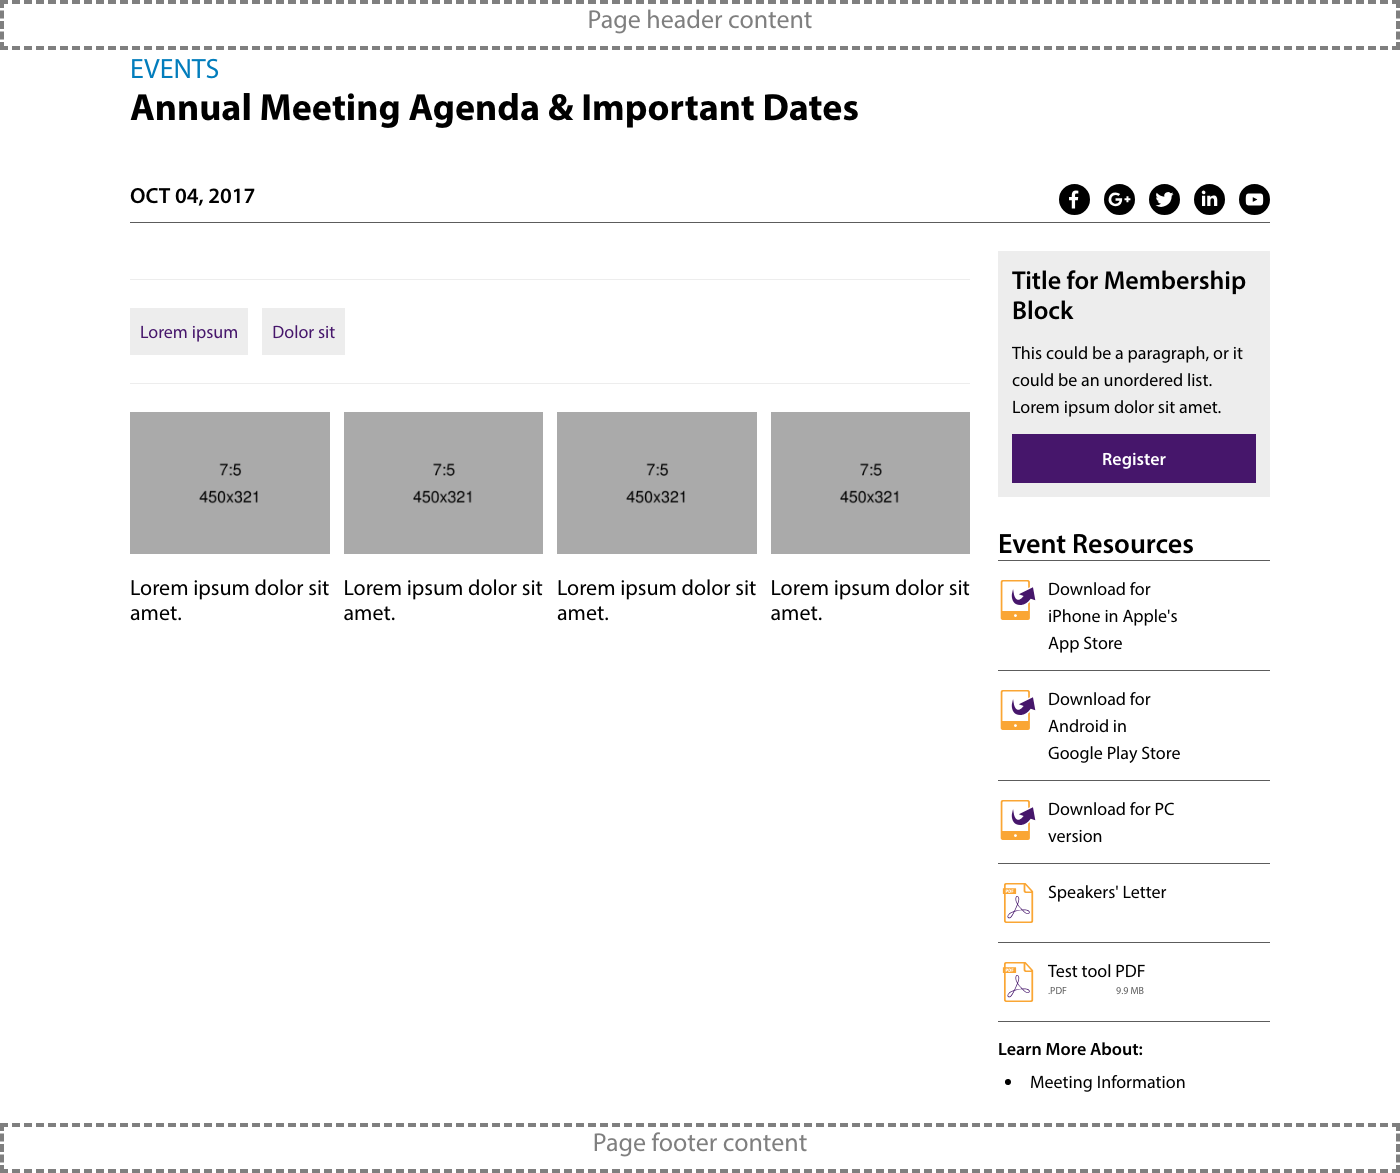 Page header content
EVENTS
Annual Meeting Agenda & Important Dates
OCT 04, 2017
Lorem ipsum
Dolor sit
7:5
450x321
7:5
450x321
7:5
450x321
7:5
450x321
Lorem ipsum dolor sit
amet.
Lorem ipsum dolor sit
amet.
Lorem ipsum dolor sit
amet.
Lorem ipsum dolor sit
amet.
Title for Membership
Block
This could be a paragraph, or it
could be an unordered list.
Lorem ipsum dolor sit amet.
Register
Event Resources
Download for
iPhone in Apple's
App Store
Download for
Android in
Google Play Store
Download for PC
version
Speakers' Letter
Test tool PDF
.PDF 9.9 MB
Learn More About:
• Meeting Information
Page footer content